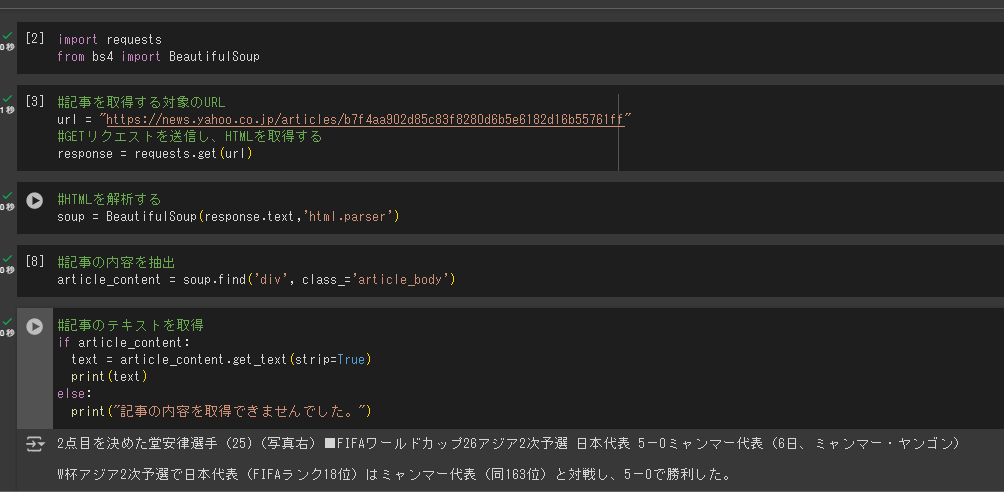 [2]
import requests
from bs4 import BeautifulSoup
0秒
[3]
#記事を取得する対象のURL
url = "https://news.yahoo.co.jp/articles/b7f4aa902d85c83f8280d6b5e6182d16b55761ff"
1秒
#GETリクエストを送信し、HTMLを取得する
response = requests.get(url)
#HTMLを解析する
0秒
soup = BeautifulSoup(response.text,'html.parser')
[8]
#記事の内容を抽出
0秒
article_content = soup.find('div', class_='article_body')
#記事のテキストを取得
0秒
if article_content:
text = article_content.get_text(strip=True)
print(text)
else:
print("記事の内容を取得できませんでした。")
2点目を決めた堂安律選手（25）（写真右）■FIFAワールドカップ26アジア2次予選 日本代表 5－0ミャンマー代表（6日、ミャンマー・ヤンゴン）
W杯アジア2次予選で日本代表（FIFAランク18位）はミャンマー代表（同163位）と対戦し、5－0で勝利した。